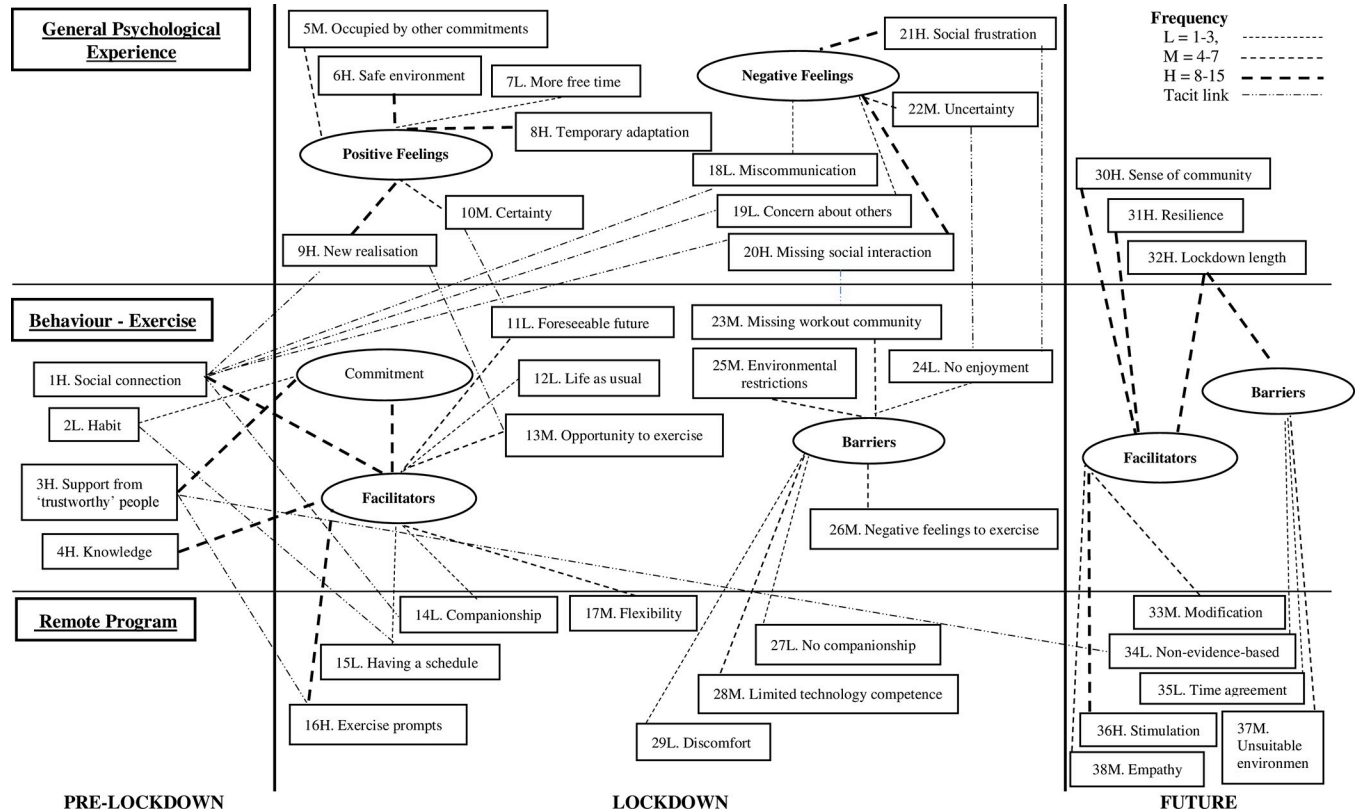 General Psychological
Experience
5M. Occupied by other commitments
6H. Safe environment
7L. More free time
8H. Temporary adaptation
Positive Feelings
9H. New realisation
10M. Certainty
Negative Feelings
21H. Social frustration
22M. Uncertainty
18L. Miscommunication
19L. Concern about others
20H. Missing social interaction
Frequency
L = 1-3,
M = 4-7
H = 8-15
Tacit link
30H. Sense of community
31H. Resilience
32H. Lockdown length
Behaviour - Exercise
1H. Social connection
2L. Habit
3H. Support from
‘trustworthy’ people
4H. Knowledge
Commitment
Facilitators
11L. Foreseeable future
12L. Life as usual
13M. Opportunity to exercise
23M. Missing workout community
25M. Environmental
restrictions
24L. No enjoyment
Barriers
26M. Negative feelings to exercise
Barriers
Facilitators
Remote Program
14L. Companionship
15L. Having a schedule
16H. Exercise prompts
17M. Flexibility
27L. No companionship
28M. Limited technology competence
29L. Discomfort
33M. Modification
34L. Non-evidence-based
35L. Time agreement
36H. Stimulation
37M.
Unsuitable
environmen
38M. Empathy
PRE-LOCKDOWN
LOCKDOWN
FUTURE